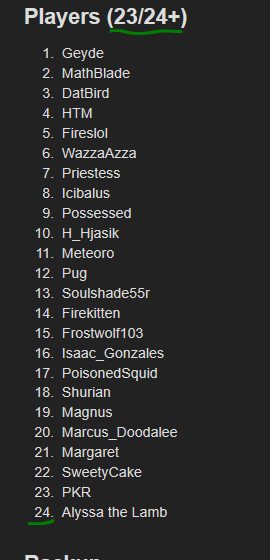 Players (23/24+)
1. Geyde
2. MathBlade
3. DatBird
4. HTM
5. Fireslol
6. WazzaAzza
7. Priestess
8. Icibalus
9. Possessed
10. H_Hjasik
11. Meteoro
12. Pug
13. Soulshade55r
14. Firekitten
15. Frostwolf103
16. Isaac_Gonzales
17. PoisonedSquid
18. Shurian
19. Magnus
20. Marcus_Doodalee
21. Margaret
22. SweetyCake
23. PKR
24. Alyssa the Lamb